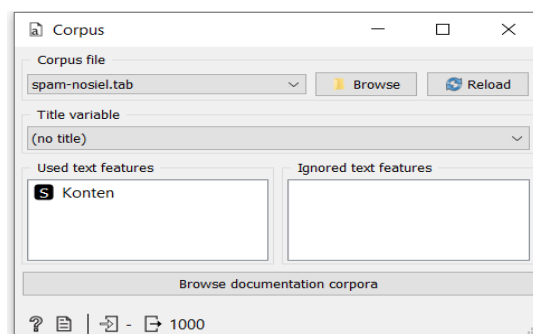 Corpus
Corpus file
spam-nosiel.tab
Browse
Reload
Title variable
(no title)
Used text features
Ignored text features
S Konten
Browse documentation corpora
? - 1000